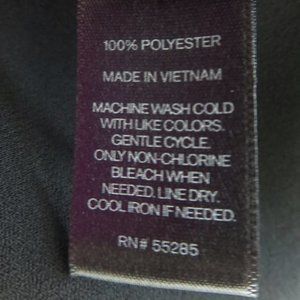 100% POLYESTER
MADE IN VIETNAM
MACHINE WASH COLD
WITH LIKE COLORS.
GENTLE CYCLE.
ONLY NON-CHLORINE
BLEACH WHEN
NEEDED. LINE DRY.
COOL IRON IF NEEDED.
RN# 55285